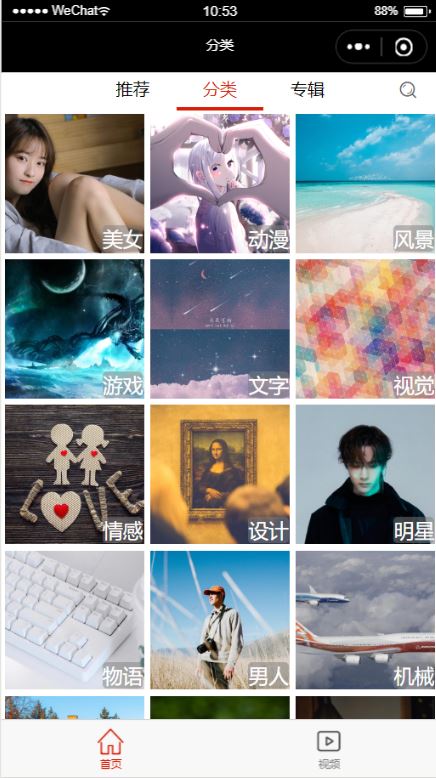 WeChat
10:53
88%
分类
推荐 分类 专辑
美女 动漫 风景
游戏 文字 视觉
LOVE
情感 设计 明星
物语 男人 机械
首页 视频